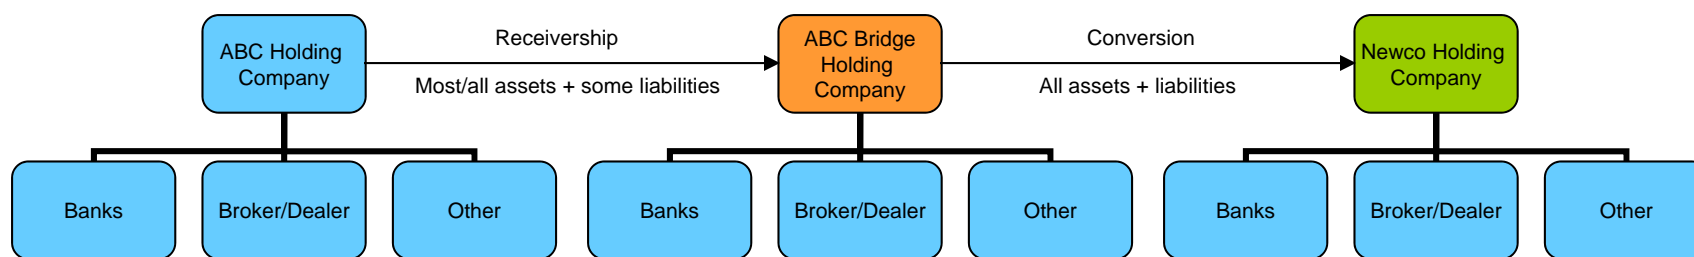 ABC Holding
Company
Receivership
Most/all assets + some liabilities
ABC Bridge
Holding
Company
Conversion
All assets + liabilities
Newco Holding
Company
Banks
Broker/Dealer
Other
Banks
Broker/Dealer
Other
Banks
Broker/Dealer
Other